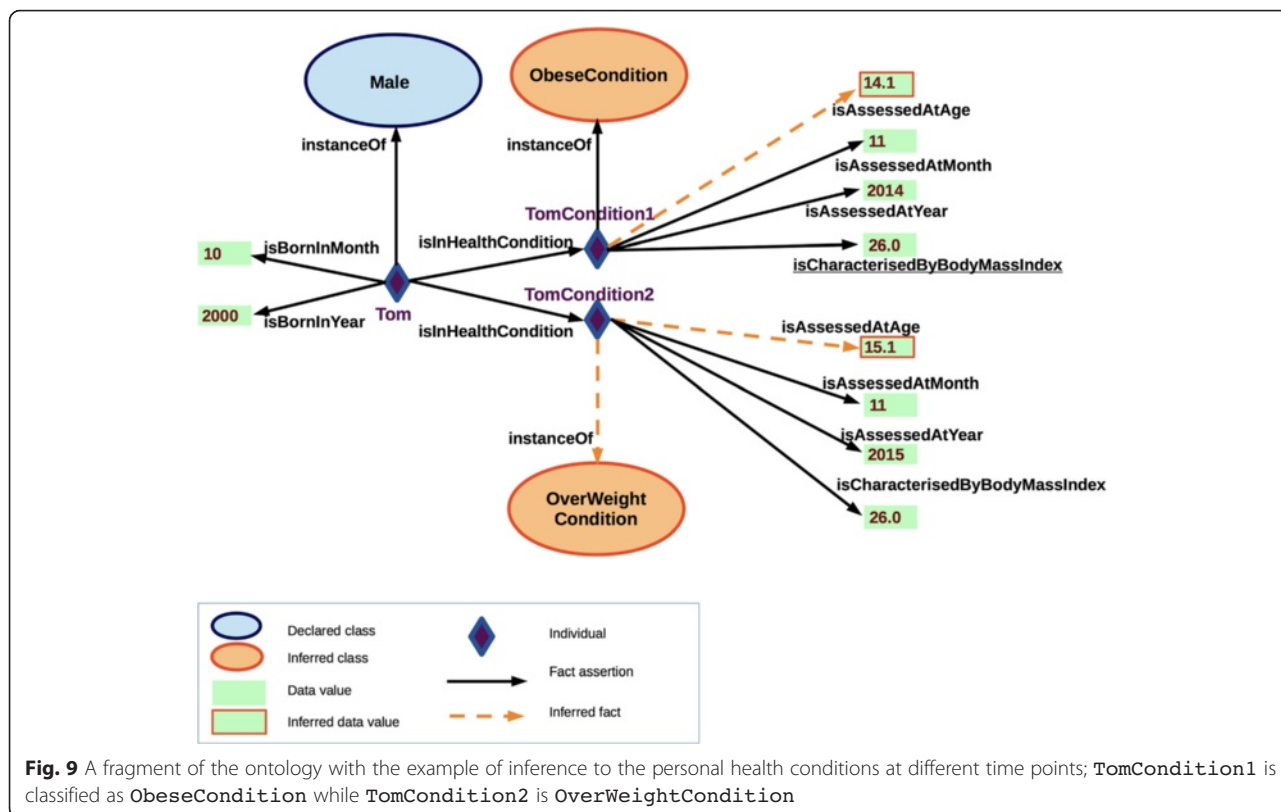 Male
ObeseCondition
14.1
isAssessedAtAge
instanceOf
instanceOf
11
isAssessedAtMonth
2014
TomCondition1
isAssessedAtYear
10
isBornInMonth
isInHealthCondition
26.0
isCharacterisedByBodyMassIndex
TomCondition2
2000
isBornInYear
Tom
isInHealthCondition
isAssessedAtAge
15.1
isAssessedAtMonth
11
instanceOf
isAssessedAtYear
2015
isCharacterisedByBodyMassIndex
OverWeight
Condition
26.0
Declared class
Individual
Inferred class
Fact assertion
Data value
Inferred data value
Inferred fact
Fig. 9 A fragment of the ontology with the example of inference to the personal health conditions at different time points; TomCondition1 is
classified as ObeseCondition while TomCondition2 is OverWeightCondition